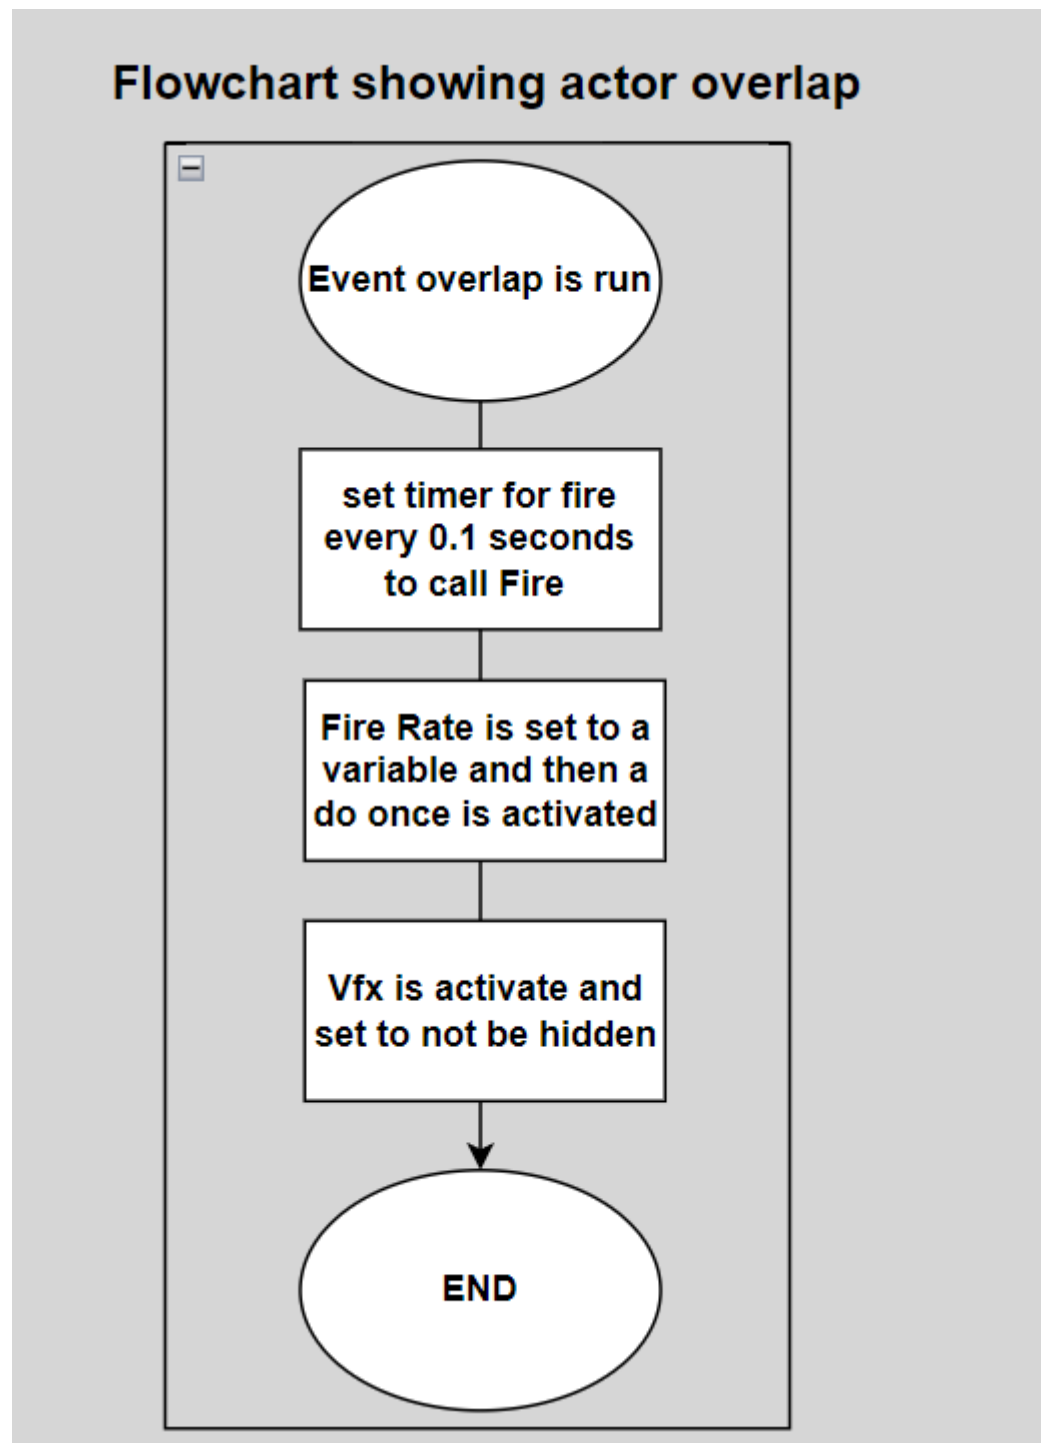 Flowchart showing actor overlap
Event overlap is run
set timer for fire
every 0.1 seconds
to call Fire
Fire Rate is set to a
variable and then a
do once is activated
Vfx is activate and
set to not be hidden
END